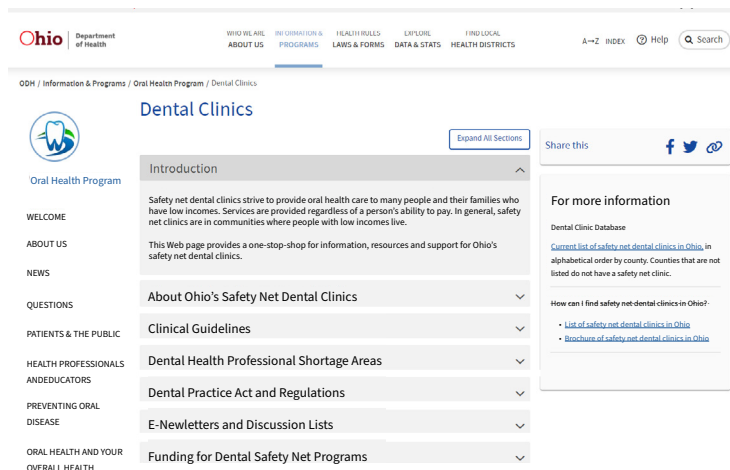 Ohio Department of Health
WHO WE ARE
ABOUT US
INFORMATION &
PROGRAMS
HEALTH RULES
LAWS & FORMS
EXPLORE
DATA & STATS
FIND LOCAL
HEALTH DISTRICTS
A→Z INDEX
Help
Search
ODH / Information & Programs / Oral Health Program / Dental Clinics
Oral Health Program
WELCOME
ABOUT US
NEWS
QUESTIONS
PATIENTS & THE PUBLIC
HEALTH PROFESSIONALS
ANDEDUCATORS
PREVENTING ORAL
DISEASE
ORAL HEALTH AND YOUR
OVERALL HEALTH
Dental Clinics
Expand All Sections
Introduction
Safety net dental clinics strive to provide oral health care to many people and their families who
have low incomes. Services are provided regardless of a person's ability to pay. In general, safety
net clinics are in communities where people with low incomes live.
This Web page provides a one-stop-shop for information, resources and support for Ohio's
safety net dental clinics.
About Ohio's Safety Net Dental Clinics
Clinical Guidelines
Dental Health Professional Shortage Areas
Dental Practice Act and Regulations
E-Newletters and Discussion Lists
Funding for Dental Safety Net Programs
Share this
For more information
Dental Clinic Database
Current list of safety net dental clinics in Ohio, in
alphabetical order by county. Counties that are not
listed do not have a safety net clinic.
How can I find safety net dental clinics in Ohio?
• List of safety net dental clinics in Ohio
• Brochure of safety net dental clinics in Ohio